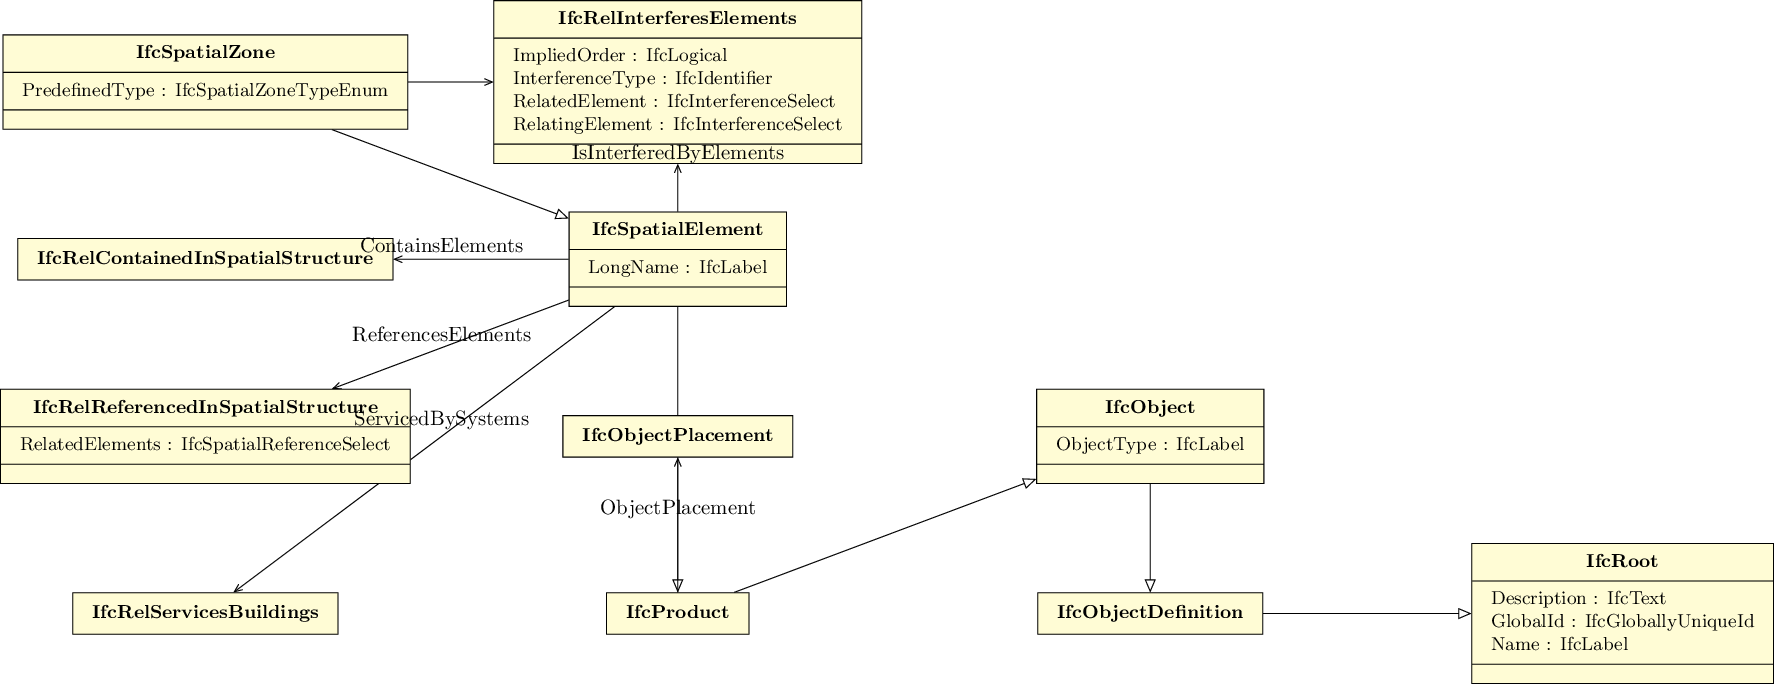 IfcRelInterferesElements
ImpliedOrder : IfcLogical
InterferenceType : IfcIdentifier
RelatedElement : IfcInterferenceSelect
RelatingElement : IfcInterferenceSelect
IsInterferedByElements
IfcSpatialZone
PredefinedType : IfcSpatialZoneTypeEnum
IfcSpatialElement
LongName : IfcLabel
ContainsElements
IfcRelContainedInSpatialStructure
ReferencesElements
IfcRelReferencedInSpatialStructure
RelatedElements : IfcSpatialReferenceSelect
ServicedBySystems
IfcObjectPlacement
IfcObject
ObjectType : IfcLabel
ObjectPlacement
IfcRelServicesBuildings
IfcProduct
IfcObjectDefinition
IfcRoot
Description : IfcText
GlobalId : IfcGloballyUniqueId
Name : IfcLabel